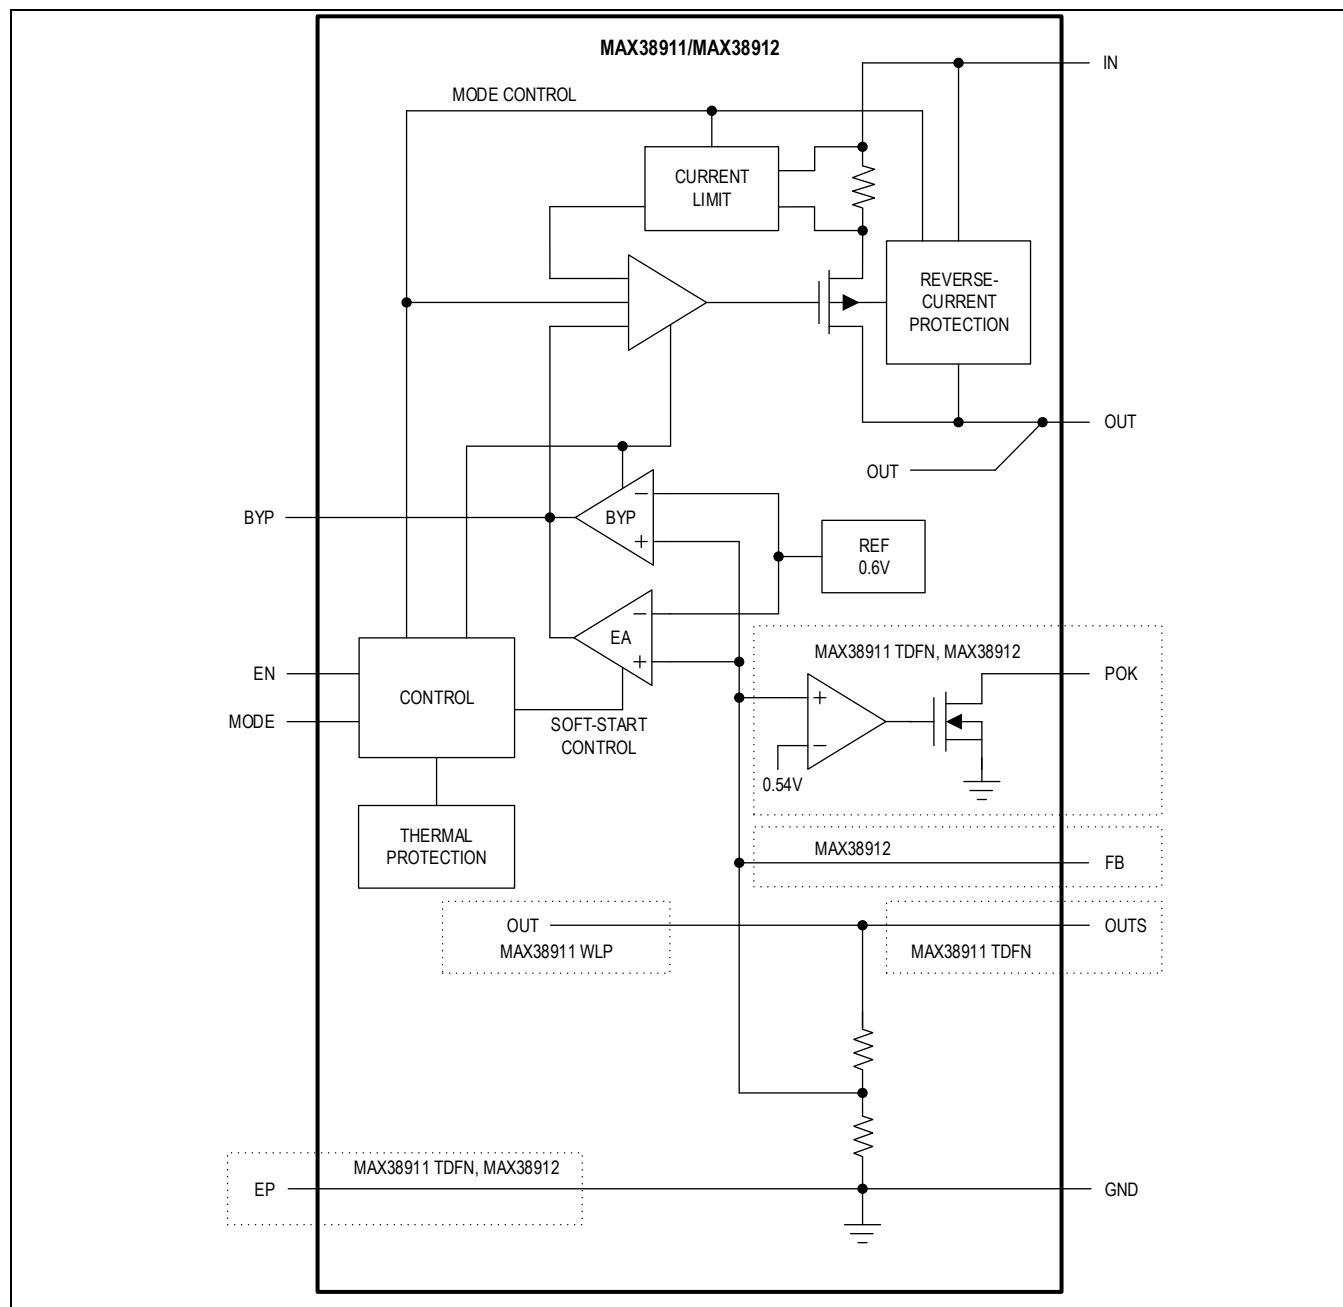 MAX38911/MAX38912
IN
MODE CONTROL
CURRENT
LIMIT
REVERSE-
CURRENT
PROTECTION
OUT
OUT
BYP
−
BYP
+
REF
0.6V
−
EA
+
EN
MODE
CONTROL
SOFT-START
CONTROL
MAX38911 TDFN, MAX38912
POK
+
−
0.54V
THERMAL
PROTECTION
MAX38912
FB
OUT
MAX38911 WLP
OUTS
MAX38911 TDFN
MAX38911 TDFN, MAX38912
EP
GND